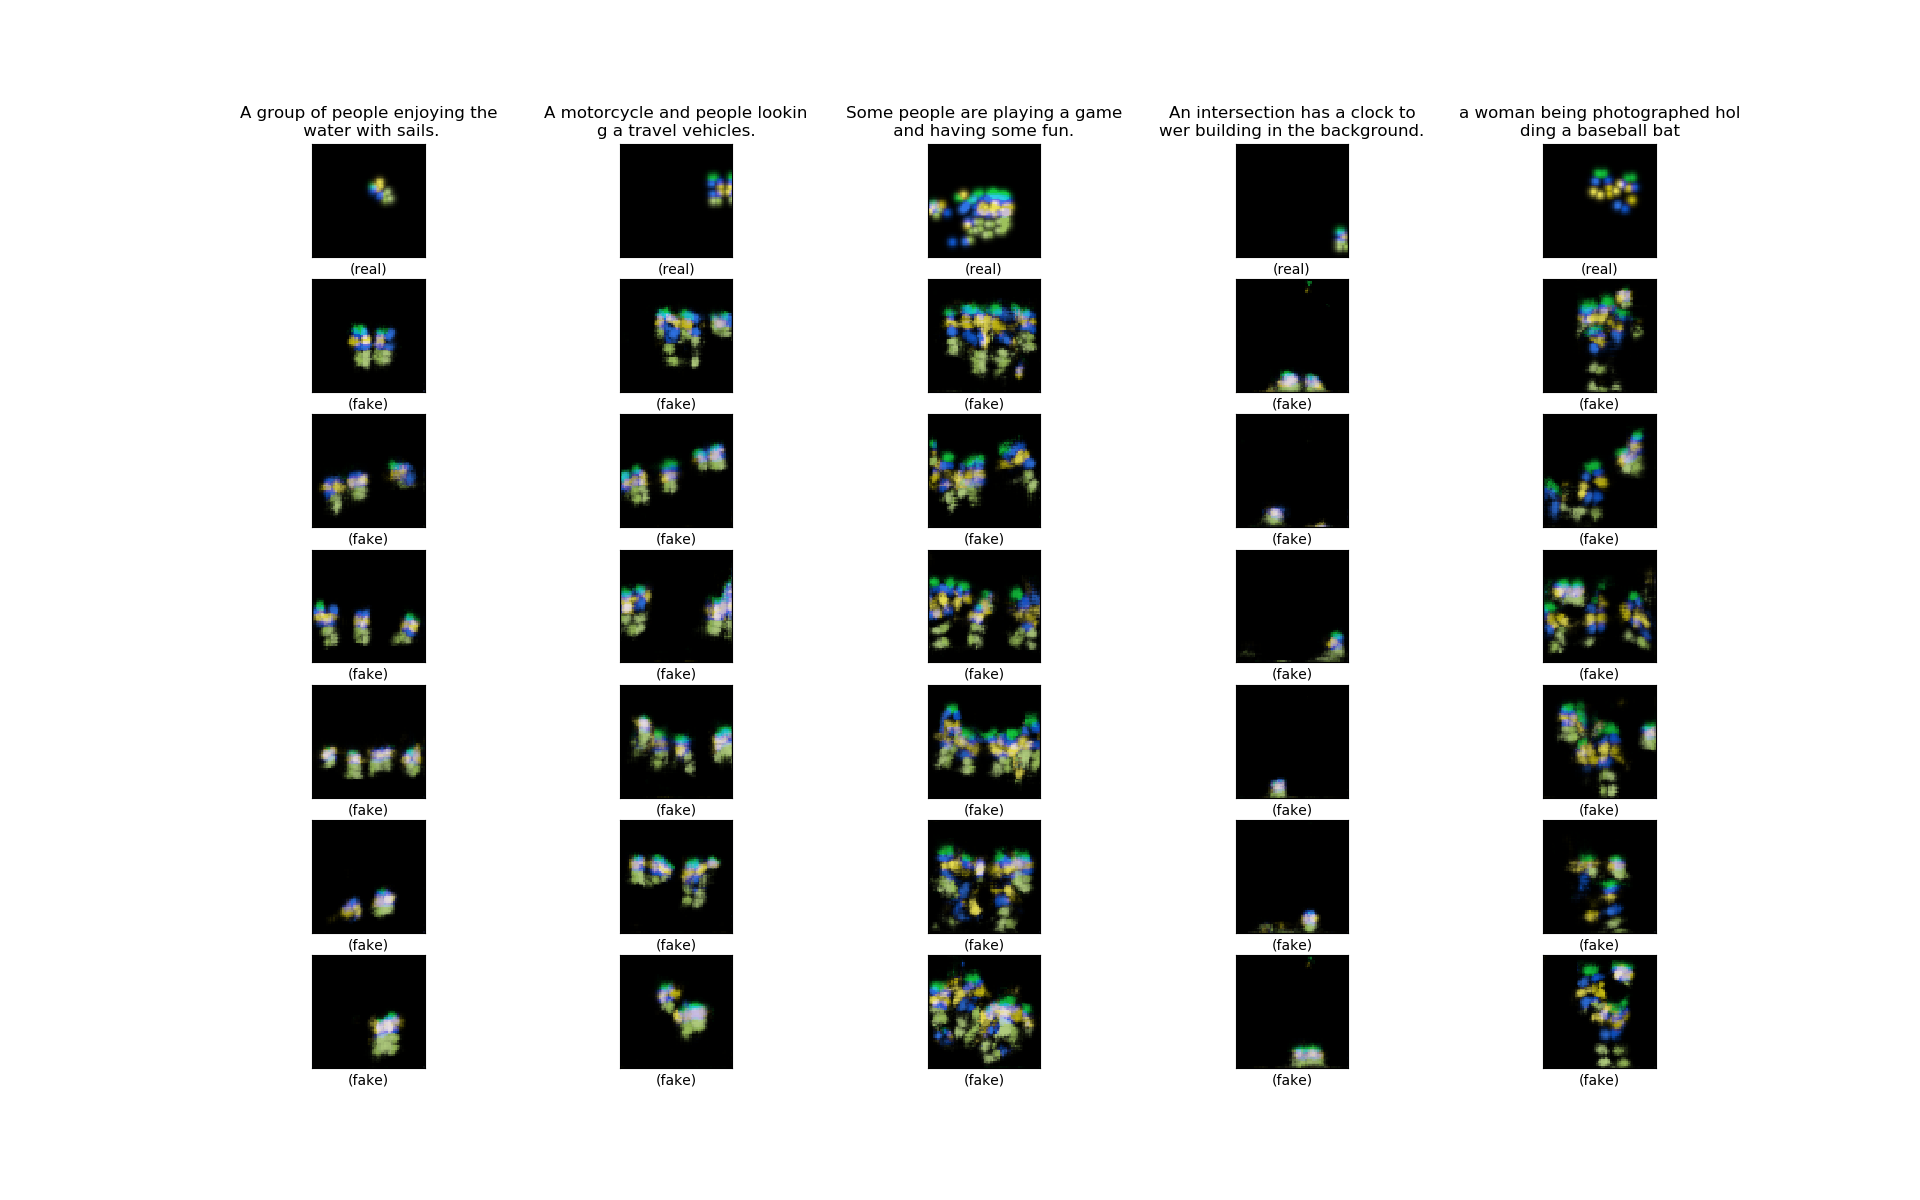 A group of people enjoying the
water with sails.
A motorcycle and people lookin
g a travel vehicles.
Some people are playing a game
and having some fun.
An intersection has a clock to
wer building in the background.
a woman being photographed hol
ding a baseball bat
(real) (real) (real) (real) (real)
(fake) (fake) (fake) (fake) (fake)
(fake) (fake) (fake) (fake) (fake)
(fake) (fake) (fake) (fake) (fake)
(fake) (fake) (fake) (fake) (fake)
(fake) (fake) (fake) (fake) (fake)
(fake) (fake) (fake) (fake) (fake)